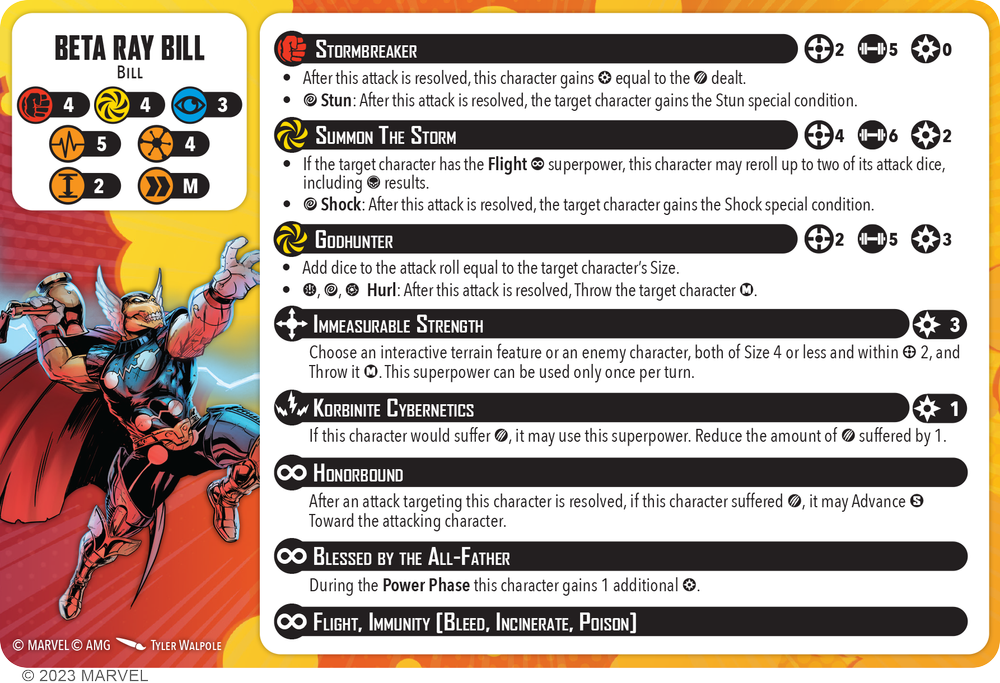 BETA RAY BILL
BILL
4 4 3
5 4
2 M
STORMBREAKER 2 5 0
• After this attack is resolved, this character gains equal to the dealt.
• Stun: After this attack is resolved, the target character gains the Stun special condition.
SUMMON THE STORM 4 6 2
• If the target character has the Flight superpower, this character may reroll up to two of its attack dice,
including results.
• Shock: After this attack is resolved, the target character gains the Shock special condition.
GODHUNTER 2 5 3
• Add dice to the attack roll equal to the target character's Size.
• , , Hurl: After this attack is resolved, Throw the target character M.
IMMEASURABLE STRENGTH 3
Choose an interactive terrain feature or an enemy character, both of Size 4 or less and within 2, and
Throw it M. This superpower can be used only once per turn.
KORBINITE CYBERNETICS 1
If this character would suffer , it may use this superpower. Reduce the amount of suffered by 1.
HONORBOUND
After an attack targeting this character is resolved, if this character suffered , it may Advance S
Toward the attacking character.
BLESSED BY THE ALL-FATHER
During the Power Phase this character gains 1 additional .
FLIGHT, IMMUNITY [BLEED, INCINERATE, POISON]
© MARVEL © AMG TYLER WALPOLE
© 2023 MARVEL